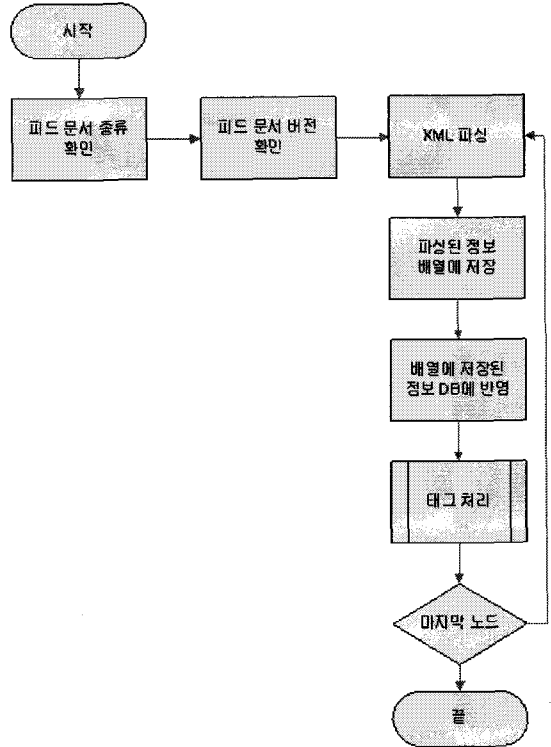 시작
피드 문서 종류
확인
피드 문서 버전
확인
XML 파싱
파싱된 정보
배열에 저장
배열에 저장된
정보 DB에 반영
태그 처리
마지막 노드
끝